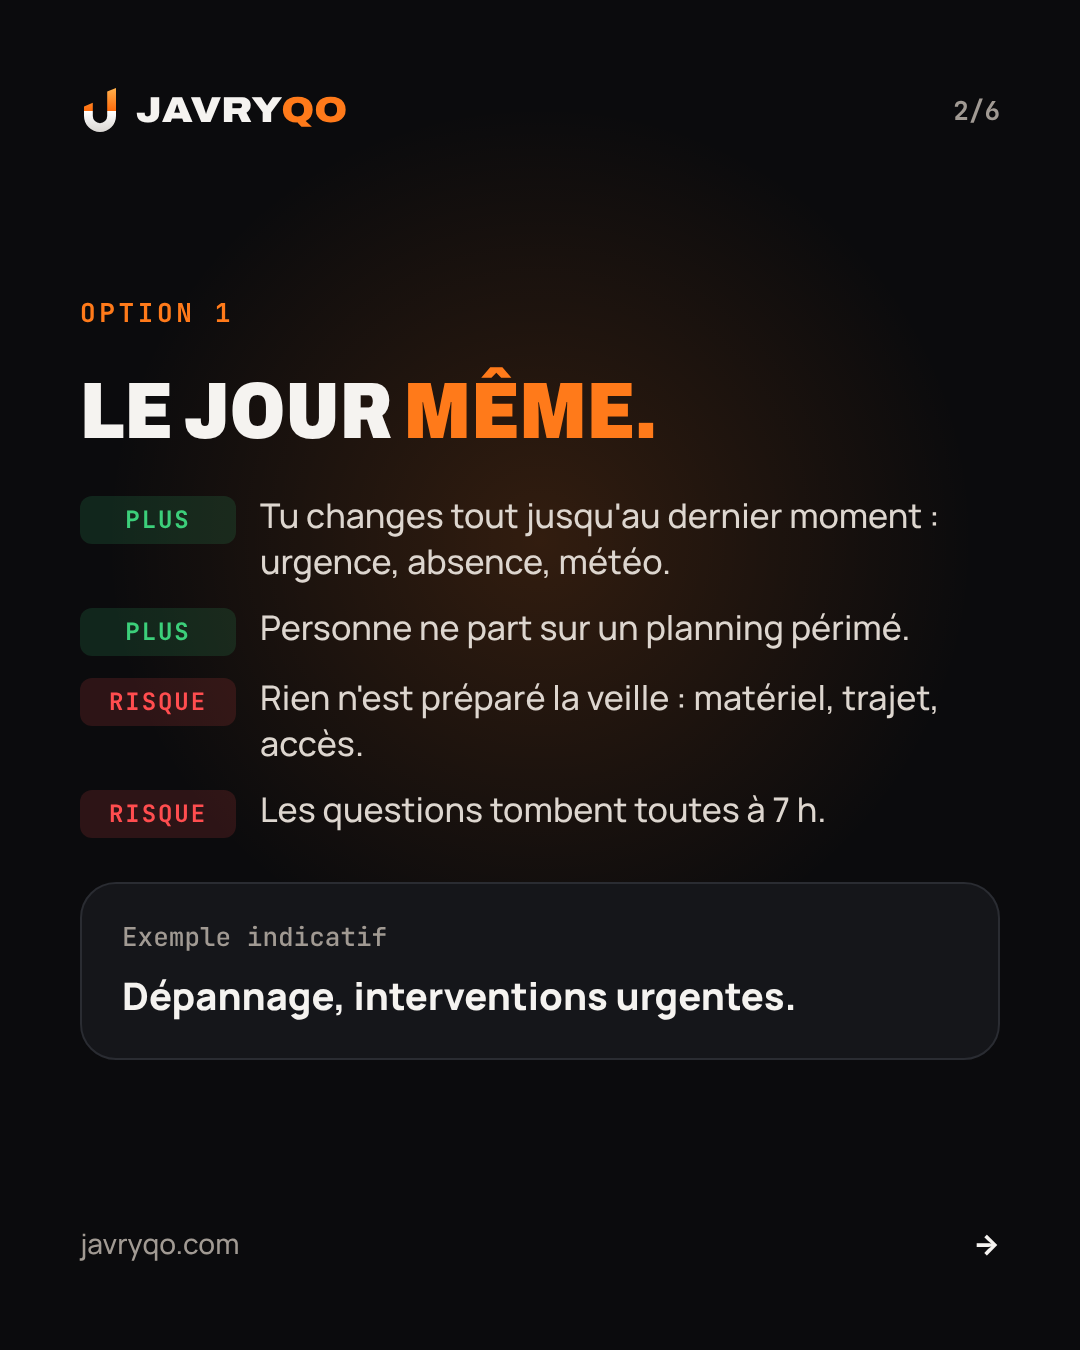 JAVRYQO
2/6
OPTION 1
LE JOUR MÊME.
PLUS
Tu changes tout jusqu'au dernier moment :
urgence, absence, météo.
PLUS
Personne ne part sur un planning périmé.
RISQUE
Rien n'est préparé la veille : matériel, trajet,
accès.
RISQUE
Les questions tombent toutes à 7 h.
Exemple indicatif
Dépannage, interventions urgentes.
javryqo.com
→